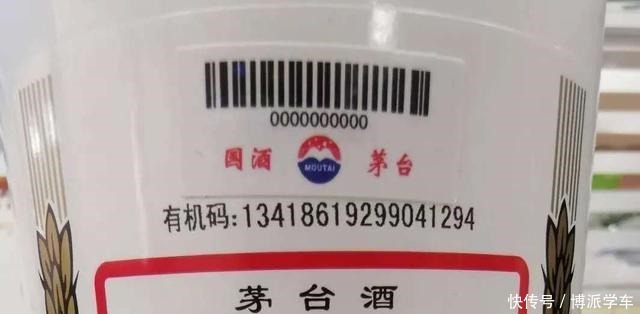 0000000000
国酒 MOUTAI 茅台
有机码:13418619299041294
茅台酒
快传号/博派学车